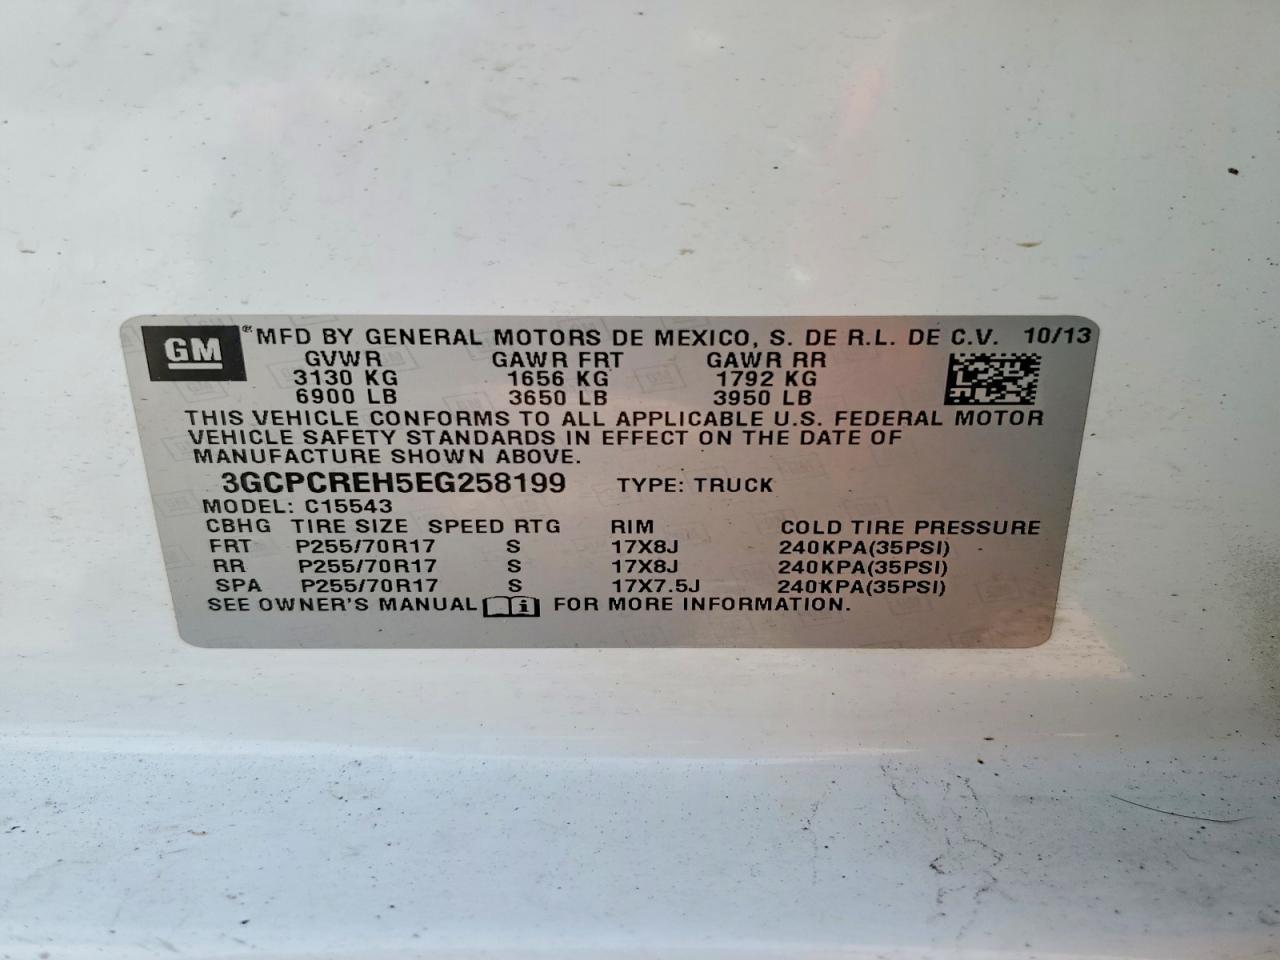 GM ® MFD BY GENERAL MOTORS DE MEXICO, S. DE R.L. DE C.V. 10/13
GVWR GAWR FRT GAWR RR
3130 KG 1656 KG 1792 KG
6900 LB 3650 LB 3950 LB
THIS VEHICLE CONFORMS TO ALL APPLICABLE U.S. FEDERAL MOTOR
VEHICLE SAFETY STANDARDS IN EFFECT ON THE DATE OF
MANUFACTURE SHOWN ABOVE.
3GCPCREH5EG258199 TYPE: TRUCK
MODEL: C15543
CBHG TIRE SIZE SPEED RTG RIM COLD TIRE PRESSURE
FRT P255/70R17 S 17X8J 240KPA(35PSI)
RR P255/70R17 S 17X8J 240KPA(35PSI)
SPA P255/70R17 S 17X7.5J 240KPA(35PSI)
SEE OWNER'S MANUAL i FOR MORE INFORMATION.